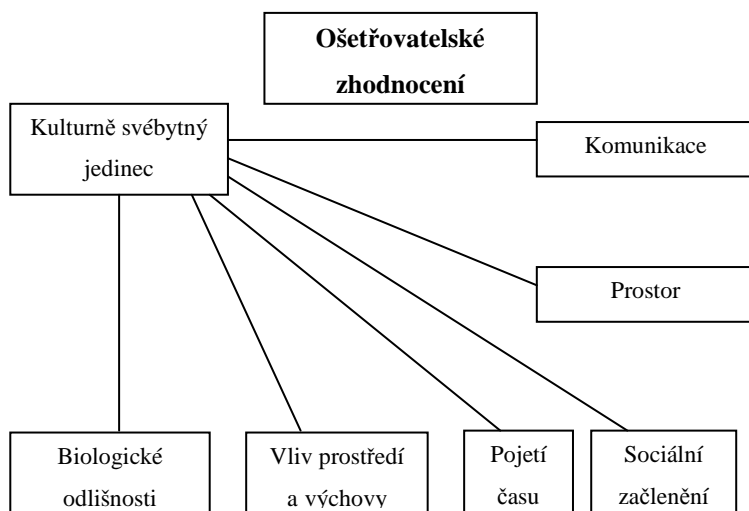 Ošetřovatelské
zhodnocení
Kulturně svébytný
jedinec
Komunikace
Prostor
Biologické
odlišnosti
Vliv prostředí
a výchovy
Pojetí
času
Sociální
začlenění